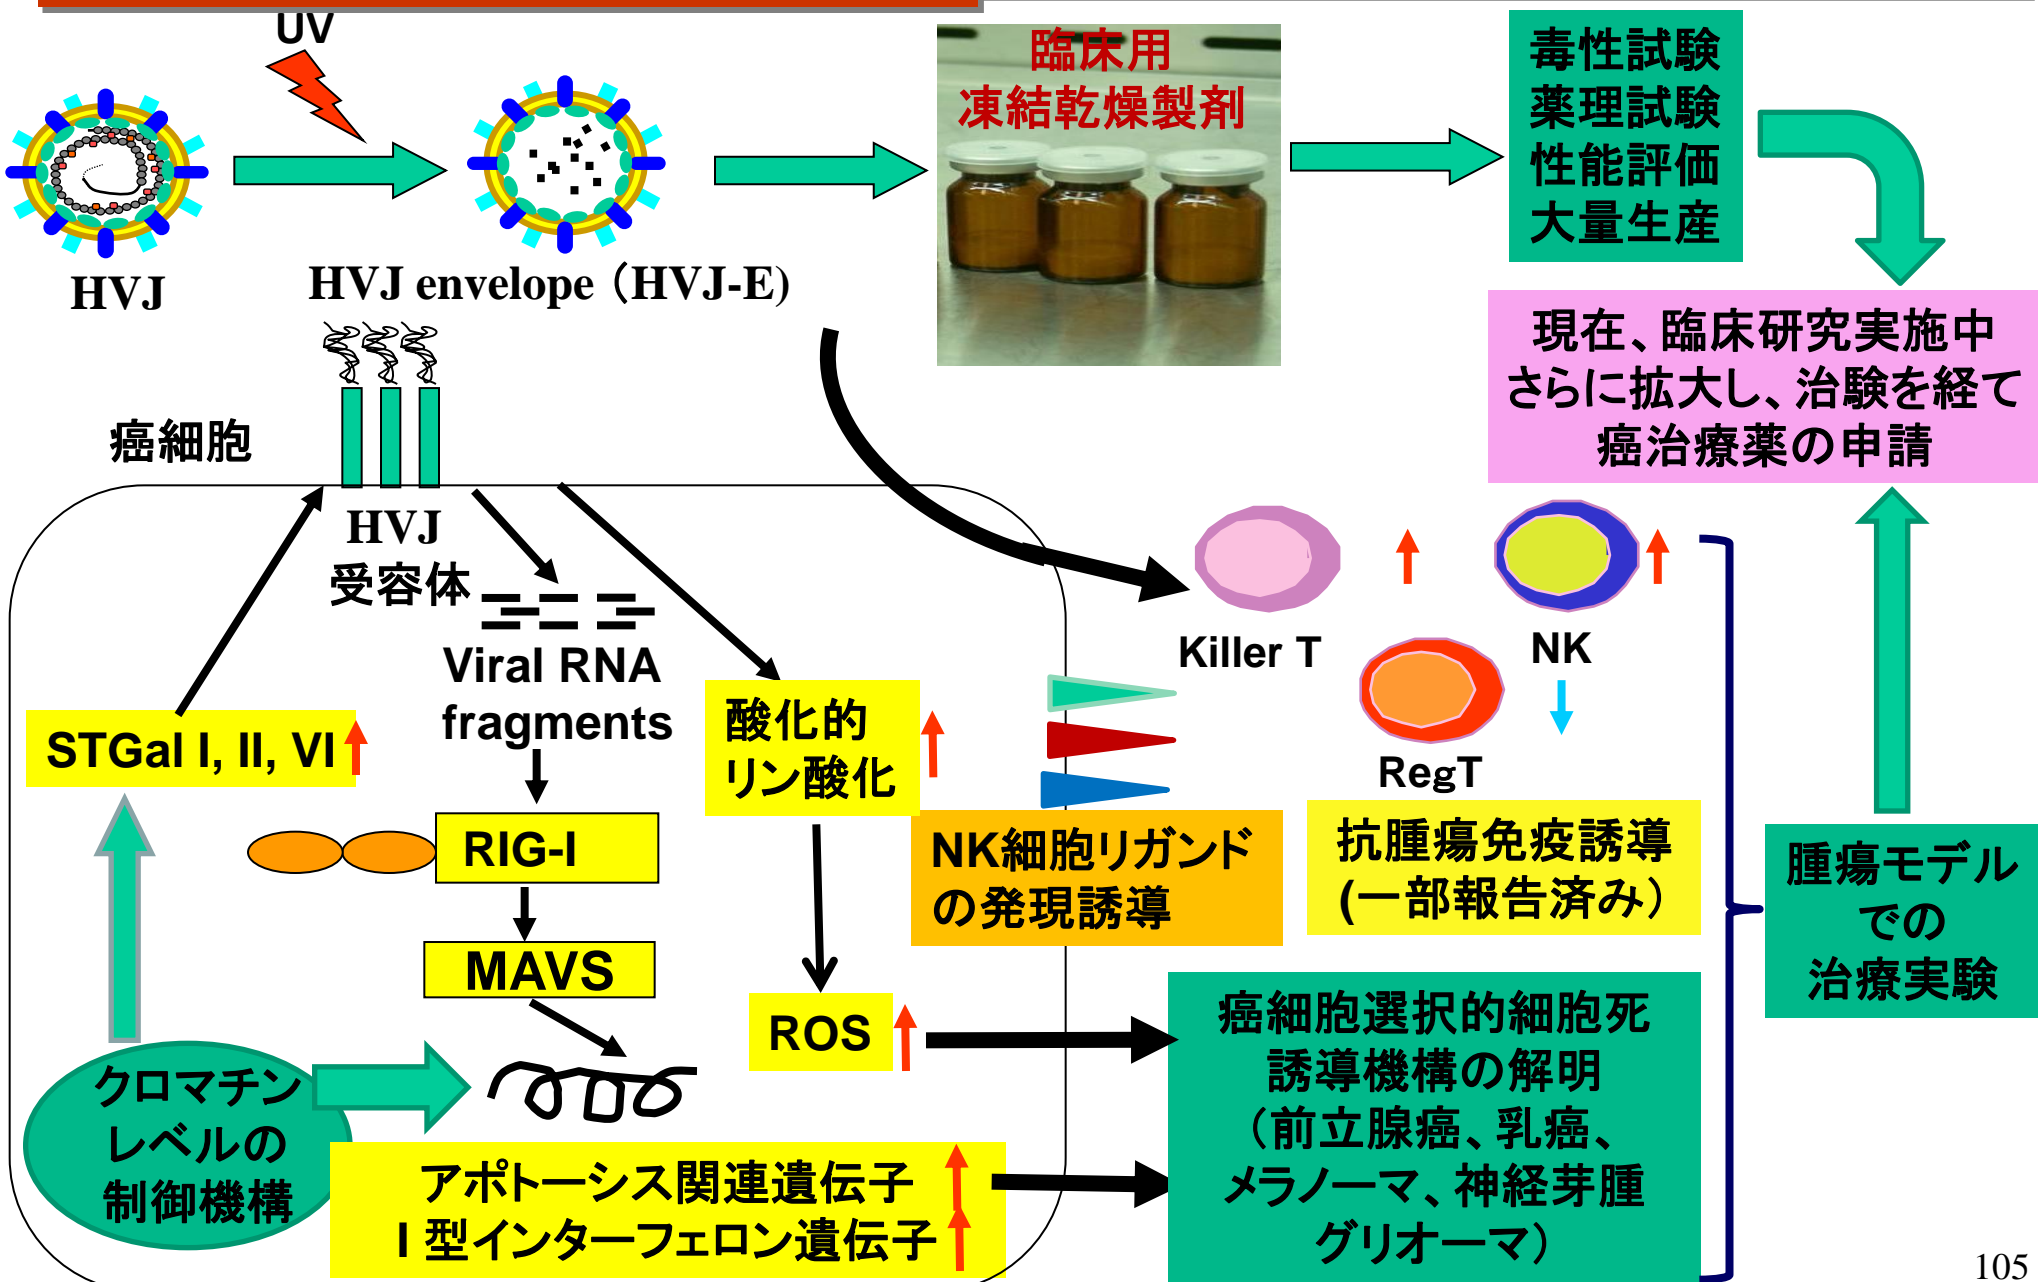 UV
HVJ
HVJ envelope（HVJ-E)
臨床用
凍結乾燥製剤
毒性試験
薬理試験
性能評価
大量生産
現在、臨床研究実施中
さらに拡大し、治験を経て
癌治療薬の申請
癌細胞
HVJ
受容体
Viral RNA
fragments
STGal I, II, VI
酸化的
リン酸化
RIG-I
MAVS
ROS
クロマチン
レベルの
制御機構
アポトーシス関連遺伝子
I 型インターフェロン遺伝子
Killer T
NK
RegT
NK細胞リガンド
の発現誘導
抗腫瘍免疫誘導
(一部報告済み）
癌細胞選択的細胞死
誘導機構の解明
（前立腺癌、乳癌、
メラノーマ、神経芽腫
グリオーマ）
腫瘍モデル
での
治療実験
105